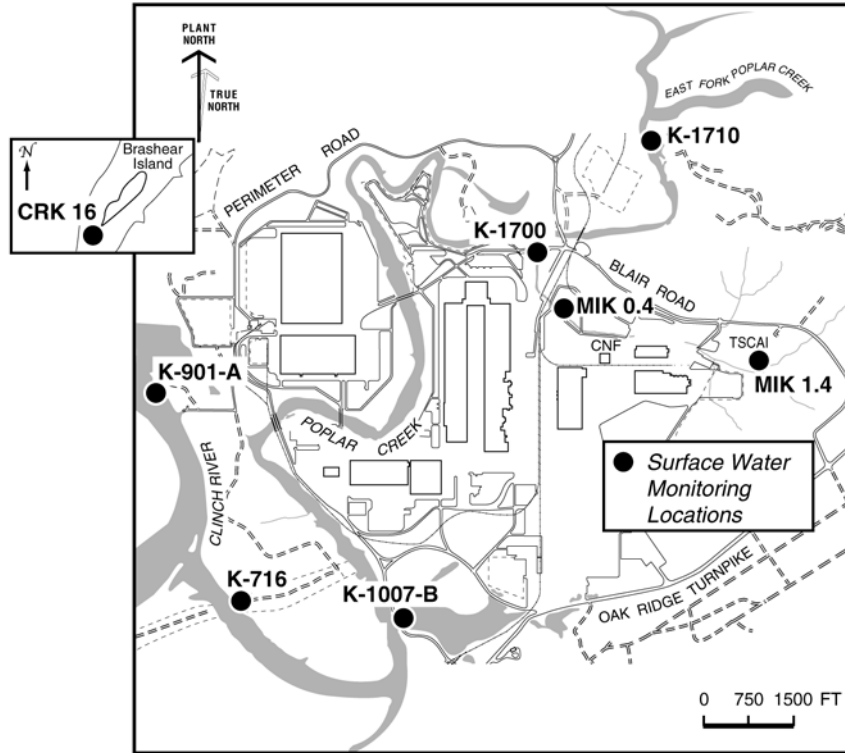 PLANT
NORTH
TRUE
NORTH
EAST FORK POPLAR CREEK
K-1710
N
Brashear
Island
CRK 16
PERIMETER ROAD
K-1700
BLAIR ROAD
MIK 0.4
CNF
TSCAI
MIK 1.4
K-901-A
POPLAR CREEK
CLINCH RIVER
Surface Water
Monitoring
Locations
K-716
K-1007-B
OAK RIDGE TURNPIKE
0 750 1500 FT